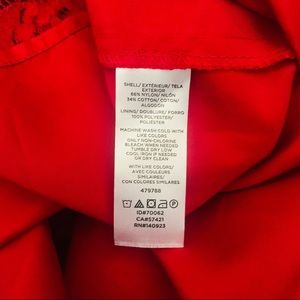 SHELL/ EXTÉRIEUR/ TELA
EXTERIOR
66% NYLON/ NILÓN
34% COTTON/ COTON/
ALGODON
LINING/ DOUBLURE/ FORRO
100% POLYESTER/
POLIESTER
MACHINE WASH COLD WITH
LIKE COLORS/
ONLY NON-CHLORINE
BLEACH WHEN NEEDED
TUMBLE DRY LOW
COOL IRON IF NEEDED
OR DRY CLEAN
WITH LIKE COLORS/
AVEC COULEURS
SIMILAIRES/
CON COLORES SIMILARES
479788
ID#70062
CA#57421
RN#140923